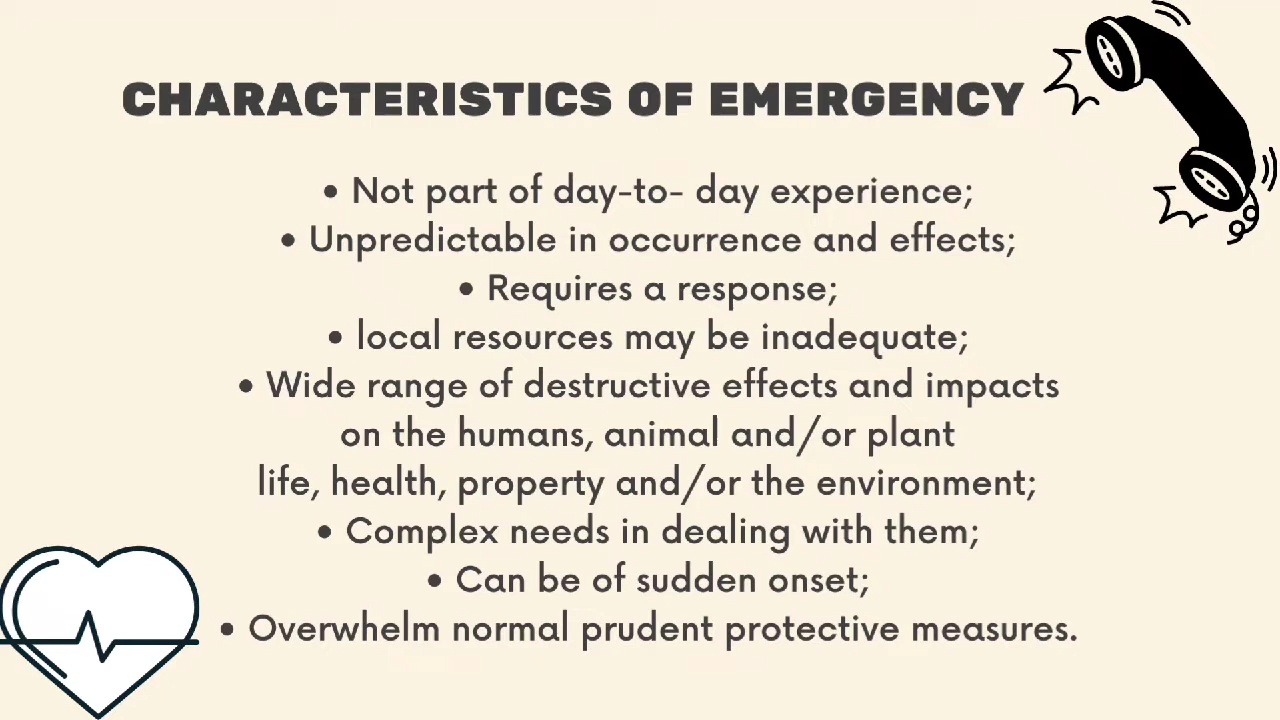 CHARACTERISTICS OF EMERGENCY
• Not part of day-to- day experience;
• Unpredictable in occurrence and effects;
• Requires a response;
• local resources may be inadequate;
• Wide range of destructive effects and impacts
on the humans, animal and/or plant
life, health, property and/or the environment;
• Complex needs in dealing with them;
• Can be of sudden onset;
• Overwhelm normal prudent protective measures.